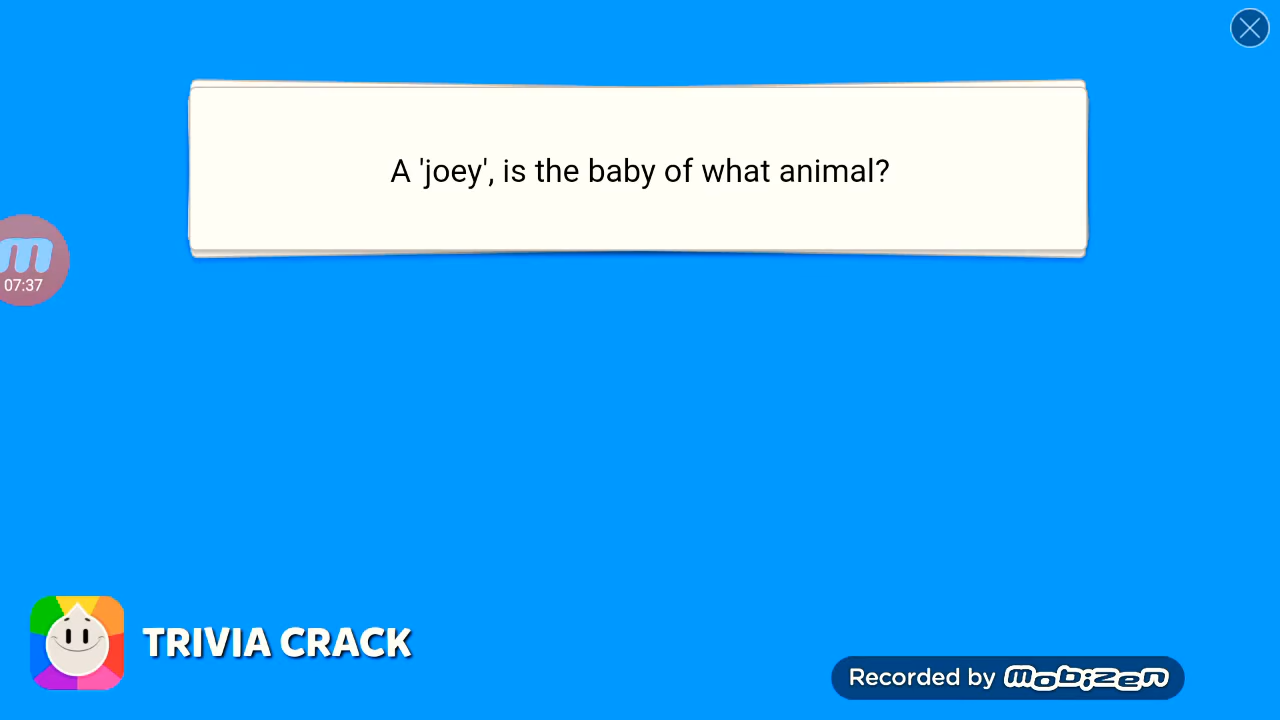 A 'joey', is the baby of what animal?
m
07:37
TRIVIA CRACK
Recorded by mobizen